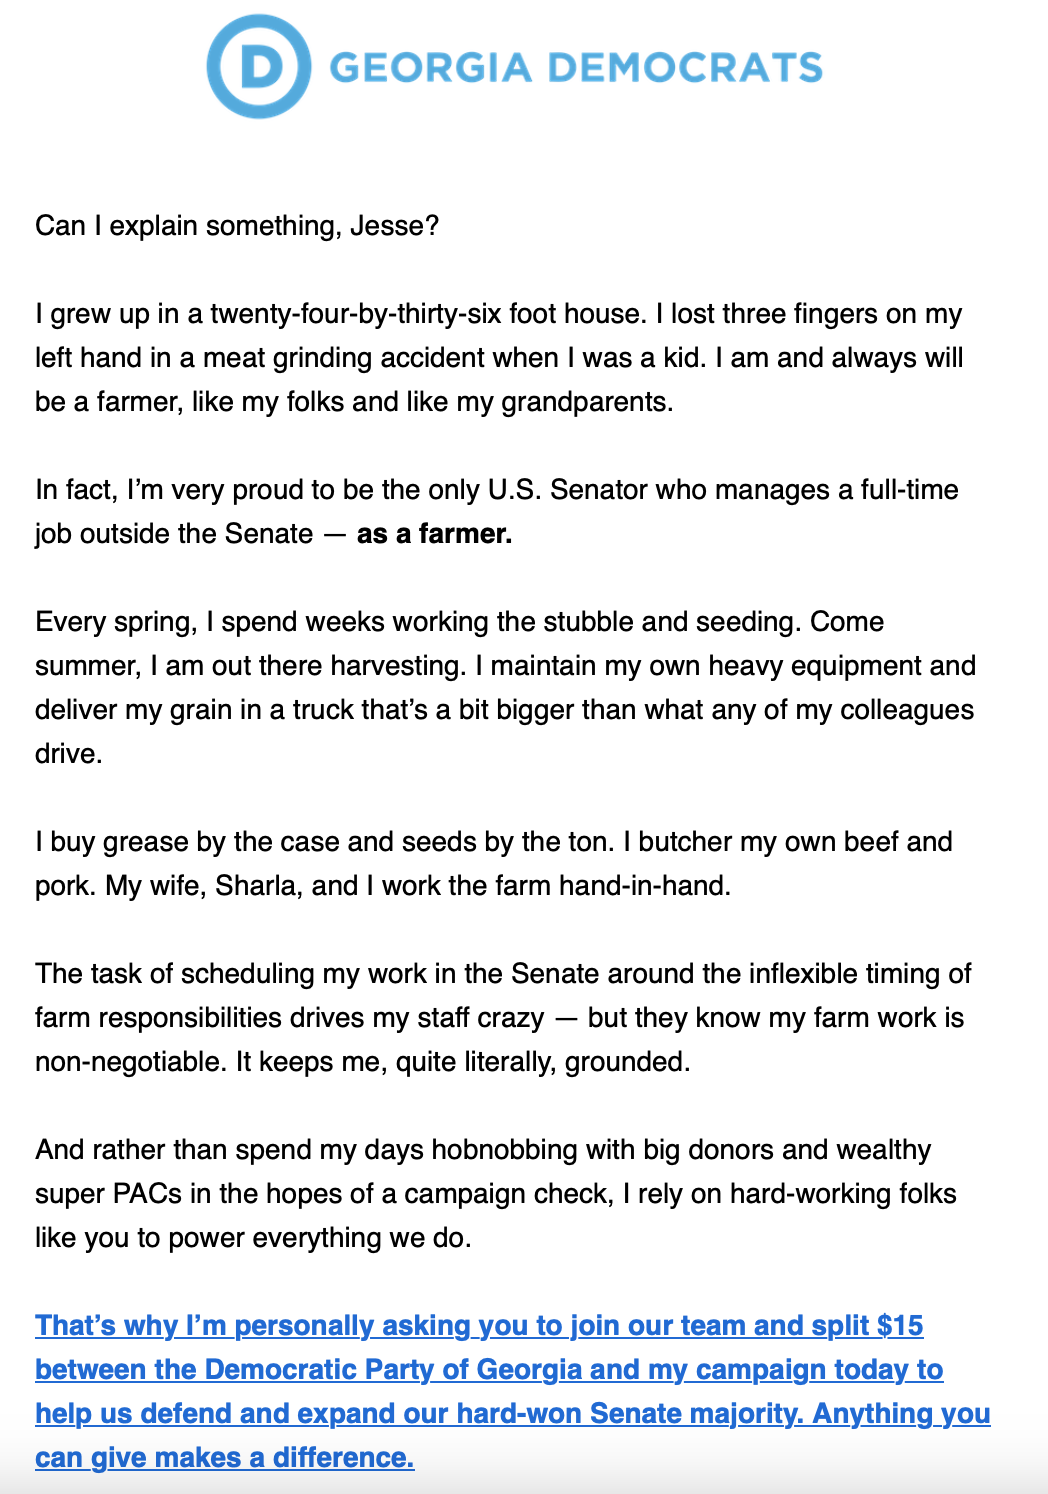 D GEORGIA DEMOCRATS
Can I explain something, Jesse?
I grew up in a twenty-four-by-thirty-six foot house. I lost three fingers on my
left hand in a meat grinding accident when I was a kid. I am and always will
be a farmer, like my folks and like my grandparents.
In fact, I’m very proud to be the only U.S. Senator who manages a full-time
job outside the Senate — as a farmer.
Every spring, I spend weeks working the stubble and seeding. Come
summer, I am out there harvesting. I maintain my own heavy equipment and
deliver my grain in a truck that’s a bit bigger than what any of my colleagues
drive.
I buy grease by the case and seeds by the ton. I butcher my own beef and
pork. My wife, Sharla, and I work the farm hand-in-hand.
The task of scheduling my work in the Senate around the inflexible timing of
farm responsibilities drives my staff crazy — but they know my farm work is
non-negotiable. It keeps me, quite literally, grounded.
And rather than spend my days hobnobbing with big donors and wealthy
super PACs in the hopes of a campaign check, I rely on hard-working folks
like you to power everything we do.
That’s why I’m personally asking you to join our team and split $15
between the Democratic Party of Georgia and my campaign today to
help us defend and expand our hard-won Senate majority. Anything you
can give makes a difference.